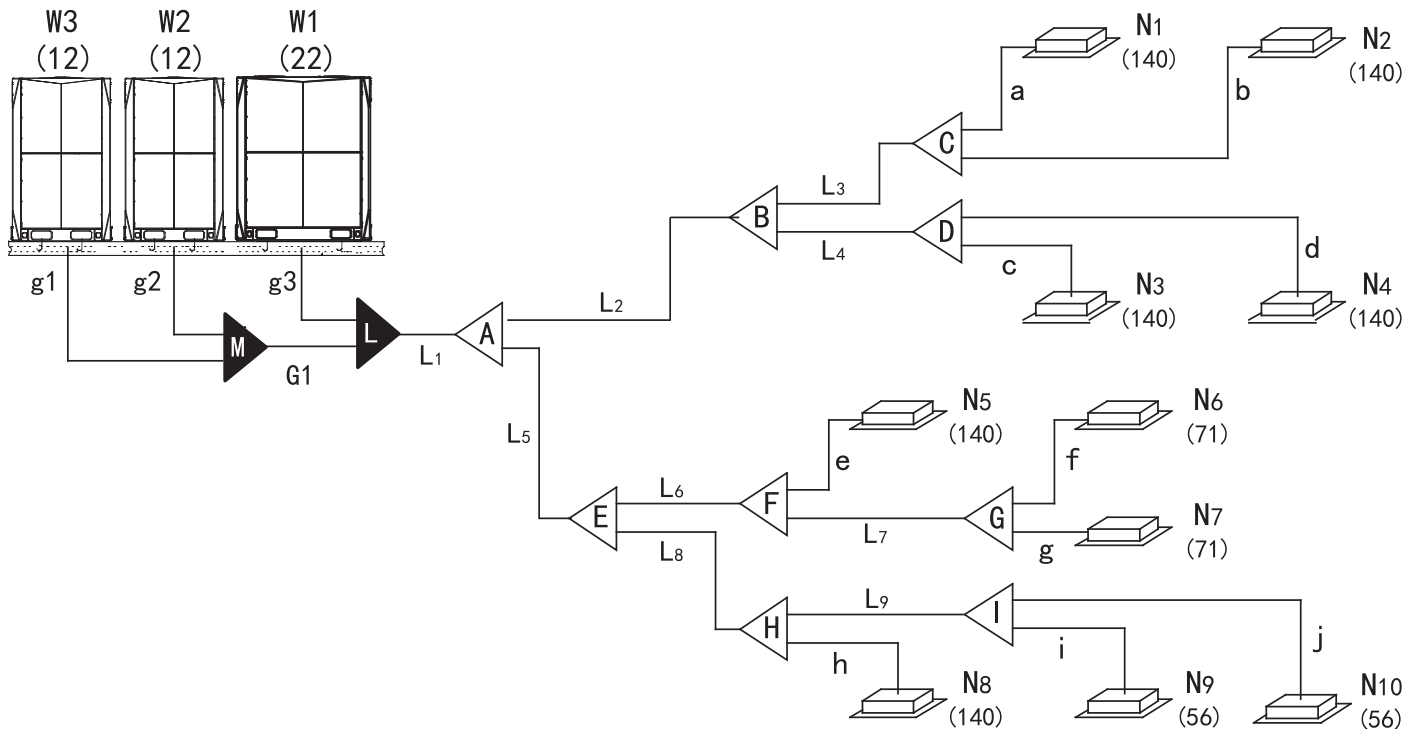 W3
(12)
W2
(12)
W1
(22)
g1
g2
g3
M
G1
L
L1
A
L2
B
L3
L4
C
a
N1
(140)
b
N2
(140)
D
c
N3
(140)
d
N4
(140)
L5
E
L6
L8
F
e
N5
(140)
L7
G
f
N6
(71)
g
N7
(71)
H
L9
I
h
N8
(140)
i
N9
(56)
j
N10
(56)